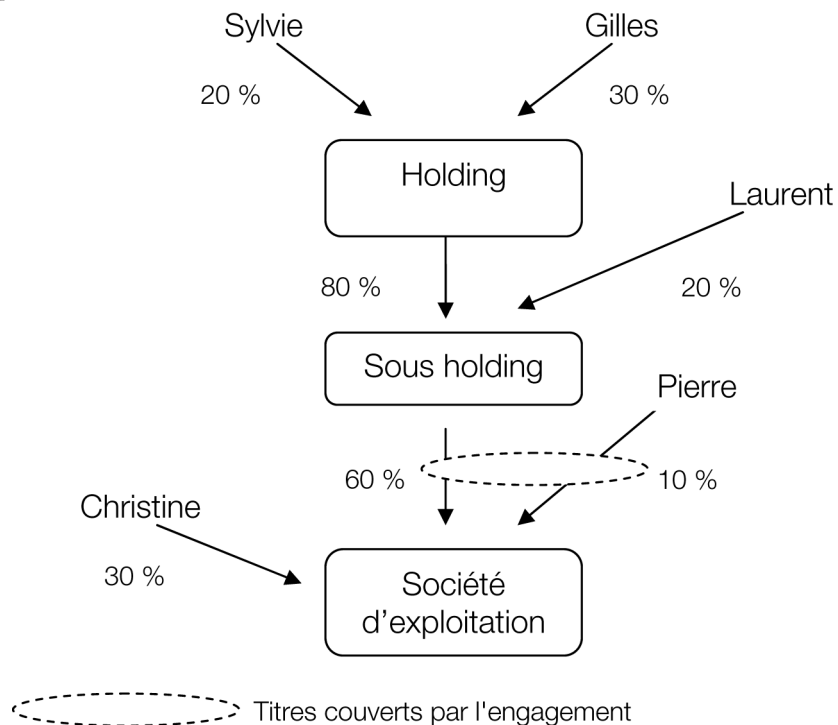 Sylvie
Gilles
20 %
30 %
Holding
Laurent
80 %
20 %
Sous holding
Pierre
60 %
10 %
Christine
30 %
Société
d'exploitation
Titres couverts par l'engagement